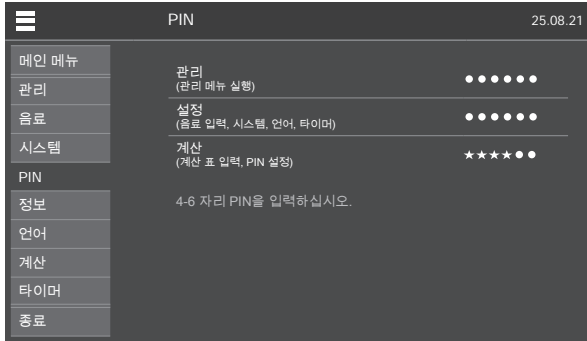 PIN 25.08.21
메인 메뉴
관리
음료
시스템
PIN
정보
언어
계산
타이머
종료
관리 ●●●●●●
(관리 메뉴 실행)
설정 ●●●●●●
(음료 입력, 시스템, 언어, 타이머)
계산 ★★★★●●
(계산 표 입력, PIN 설정)
4-6 자리 PIN을 입력하십시오.